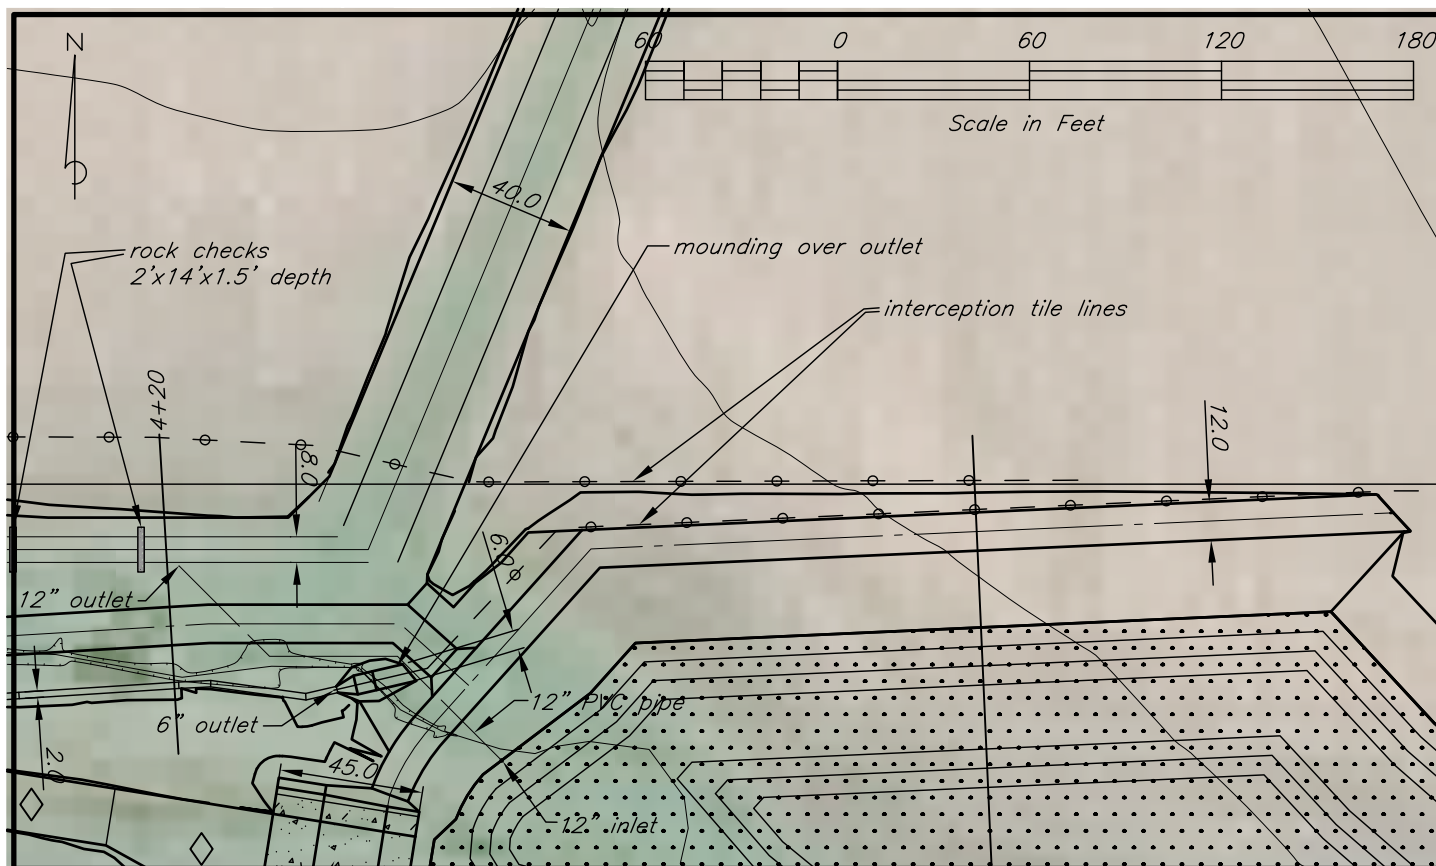 N
60 0 60 120 180
Scale in Feet
40.0
rock checks
2'x14'x1.5' depth
mounding over outlet
interception tile lines
4+20
12.0
8.0
6.0
12" outlet
12" PVC pipe
6" outlet
2.0
45.0
12" inlet